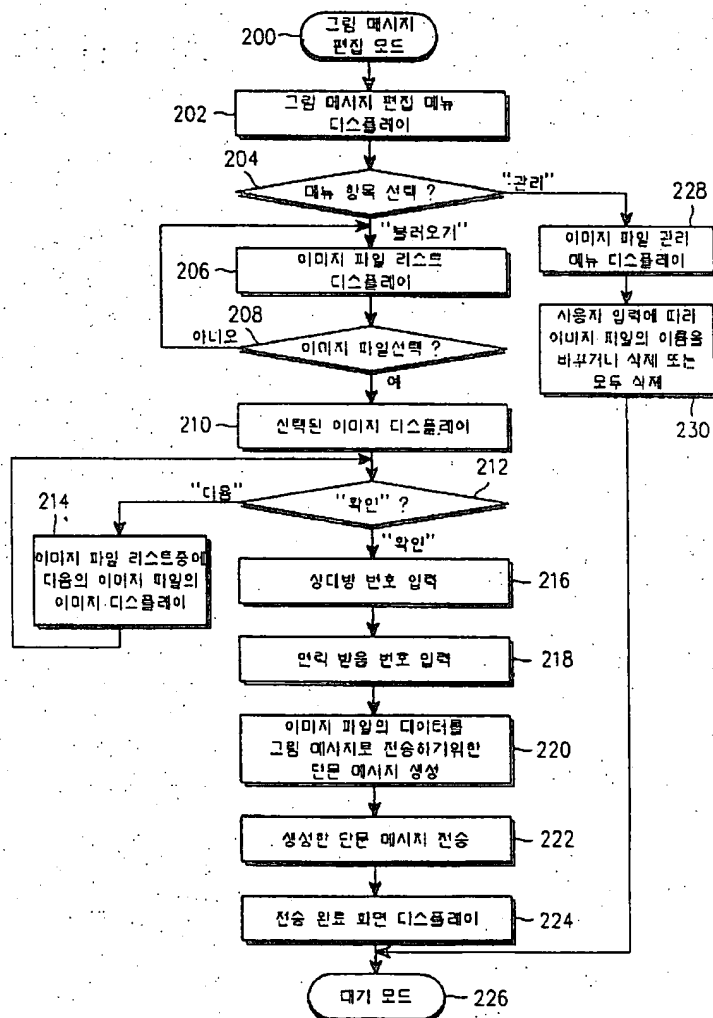 200
그림 메시지
편집 모드
202
그림 메시지 편집 메뉴
디스플레이
204
메뉴 항목 선택 ?
"관리"
228
"불러오기"
이미지 파일 관리
메뉴 디스플레이
206
이미지 파일 리스트
디스플레이
208
아니오
이미지 파일선택 ?
예
사용자 입력에 따라
이미지 파일의 이름을
바꾸거나 삭제 또는
모두 삭제
230
210
선택된 이미지 디스플레이
212
"다음"
"확인" ?
214
"확인"
이미지 파일 리스트중에
다음의 이미지 파일의
이미지 디스플레이
상대방 번호 입력
216
연락 받을 번호 입력
218
이미지 파일의 데이터를
그림 메시지로 전송하기위한
단문 메시지 생성
220
생성한 단문 메시지 전송
222
전송 완료 화면 디스플레이
224
대기 모드
226